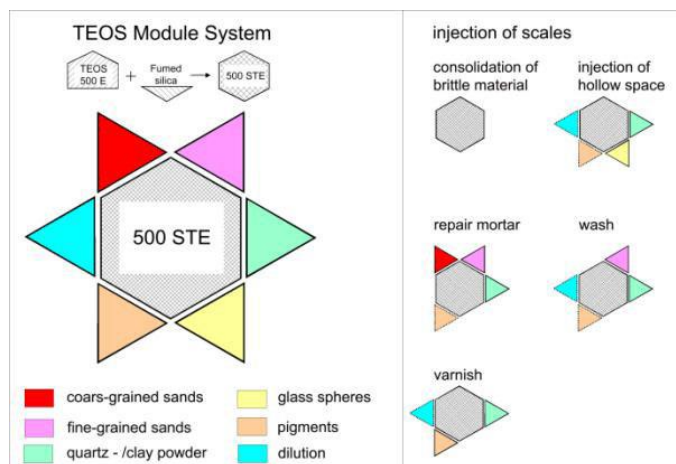 TEOS Module System
TEOS
500 E
+
Fumed
silica
500 STE
500 STE
coars-grained sands
fine-grained sands
quartz - /clay powder
glass spheres
pigments
dilution
injection of scales
consolidation of
brittle material
injection of
hollow space
repair mortar
wash
varnish